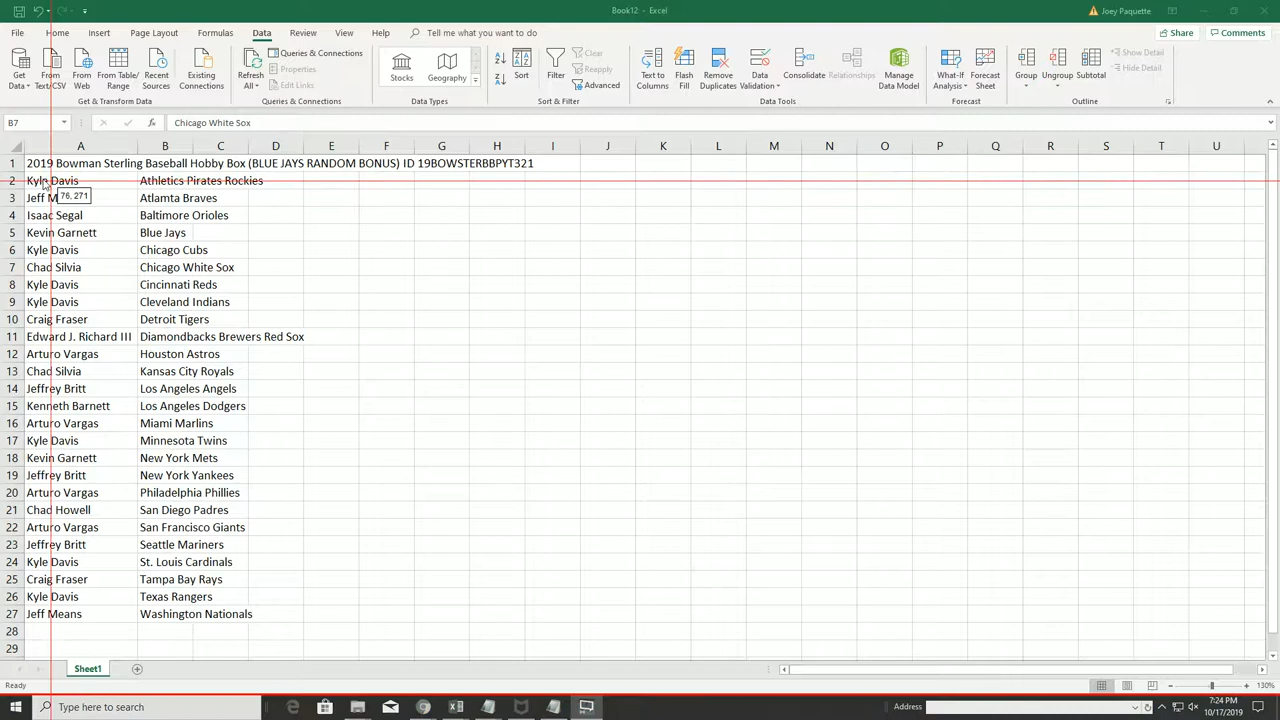 Book12 - Excel
Joey Paquette
File Home Insert Page Layout Formulas Data Review View Help Tell me what you want to do Share Comments
Get Data From Text/CSV From Web From Table/ Range Recent Sources Existing Connections
Get & Transform Data
Refresh All Queries & Connections Properties Edit Links
Queries & Connections
Stocks Geography
Data Types
Sort Filter Clear Reapply Advanced
Sort & Filter
Text to Columns Flash Fill Remove Duplicates Data Validation Consolidate Relationships Manage Data Model
Data Tools
What-If Analysis Forecast Sheet
Forecast
Group Ungroup Subtotal Show Detail Hide Detail
Outline
B7 fx Chicago White Sox
A B C D E F G H I J K L M N O P Q R S T U
1 2019 Bowman Sterling Baseball Hobby Box (BLUE JAYS RANDOM BONUS) ID 19BOWSTERBBPYT321
2 Kyle Davis Athletics Pirates Rockies
76, 271
3 Jeff M Atlamta Braves
4 Isaac Segal Baltimore Orioles
5 Kevin Garnett Blue Jays
6 Kyle Davis Chicago Cubs
7 Chad Silvia Chicago White Sox
8 Kyle Davis Cincinnati Reds
9 Kyle Davis Cleveland Indians
10 Craig Fraser Detroit Tigers
11 Edward J. Richard III Diamondbacks Brewers Red Sox
12 Arturo Vargas Houston Astros
13 Chad Silvia Kansas City Royals
14 Jeffrey Britt Los Angeles Angels
15 Kenneth Barnett Los Angeles Dodgers
16 Arturo Vargas Miami Marlins
17 Kyle Davis Minnesota Twins
18 Kevin Garnett New York Mets
19 Jeffrey Britt New York Yankees
20 Arturo Vargas Philadelphia Phillies
21 Chad Howell San Diego Padres
22 Arturo Vargas San Francisco Giants
23 Jeffrey Britt Seattle Mariners
24 Kyle Davis St. Louis Cardinals
25 Craig Fraser Tampa Bay Rays
26 Kyle Davis Texas Rangers
27 Jeff Means Washington Nationals
28
29
Sheet1
Ready 130%
Type here to search Address 7:24 PM
10/17/2019